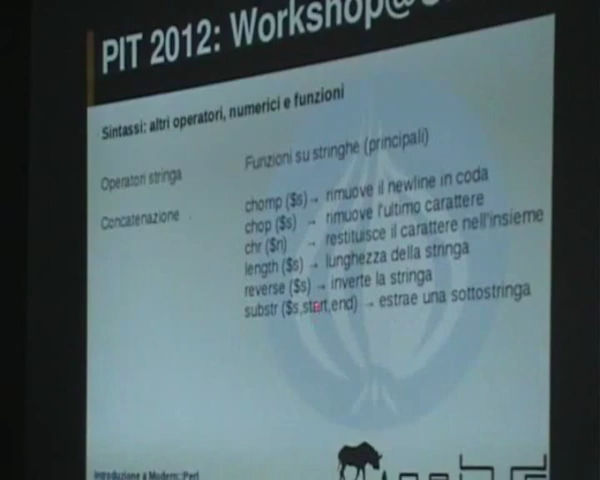 PIT 2012: Workshop@
Sintassi: altri operatori, numerici e funzioni
Operatori stringa
Funzioni su stringhe (principali)
Concatenazione
chomp ($s)→ rimuove il newline in coda
chop ($s) → rimuove l'ultimo carattere
chr ($n) → restituisce il carattere nell'insieme
length ($s) → lunghezza della stringa
reverse ($s) → inverte la stringa
substr ($s,start,end) → estrae una sottostringa
Introduzione a Modern::Perl